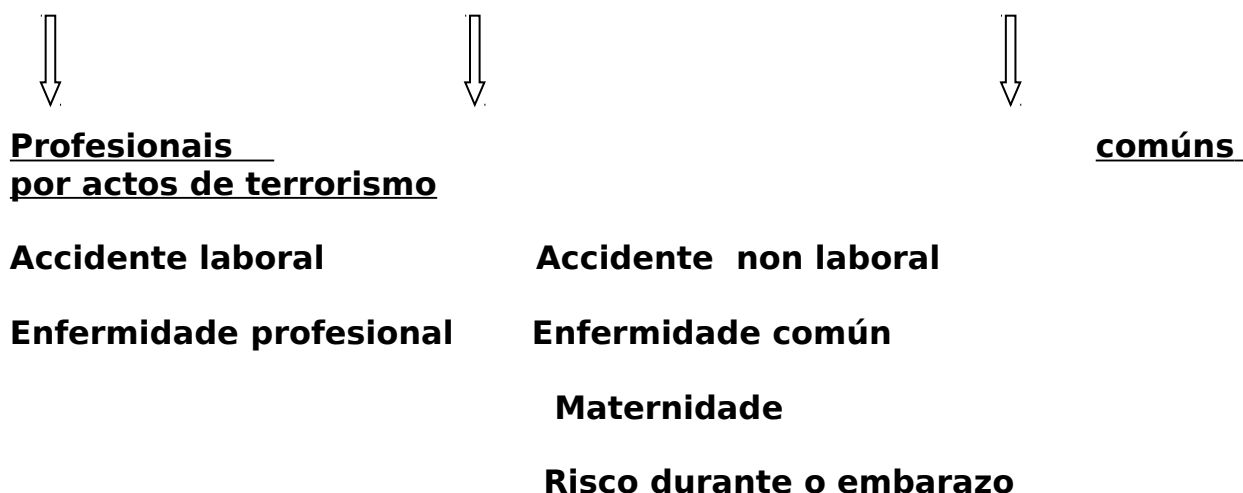 Profesionais comúns
por actos de terrorismo
Accidente laboral Accidente non laboral
Enfermidade profesional Enfermidade común
Maternidade
Risco durante o embarazo